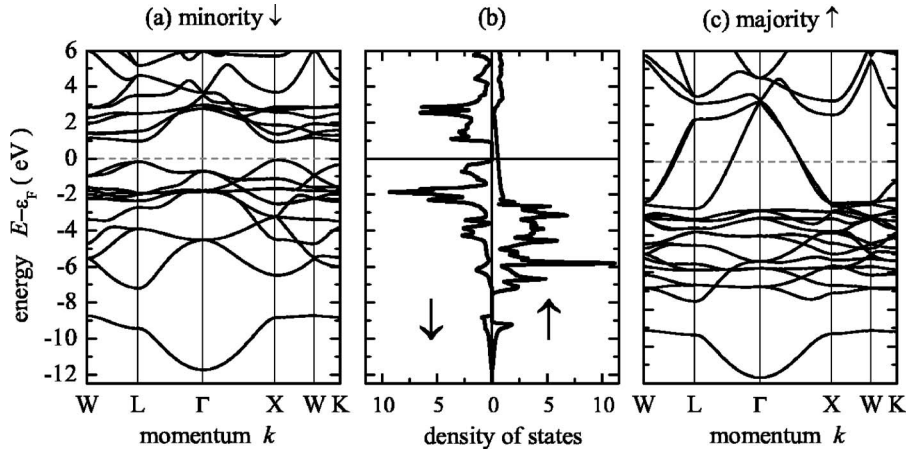 (a) minority ↓
(b)
(c) majority ↑
energy E−εF ( eV)
6
4
2
0
-2
-4
-6
-8
-10
-12
W L Γ X W K
10 5 0 5 10
W L Γ X W K
momentum k
density of states
momentum k